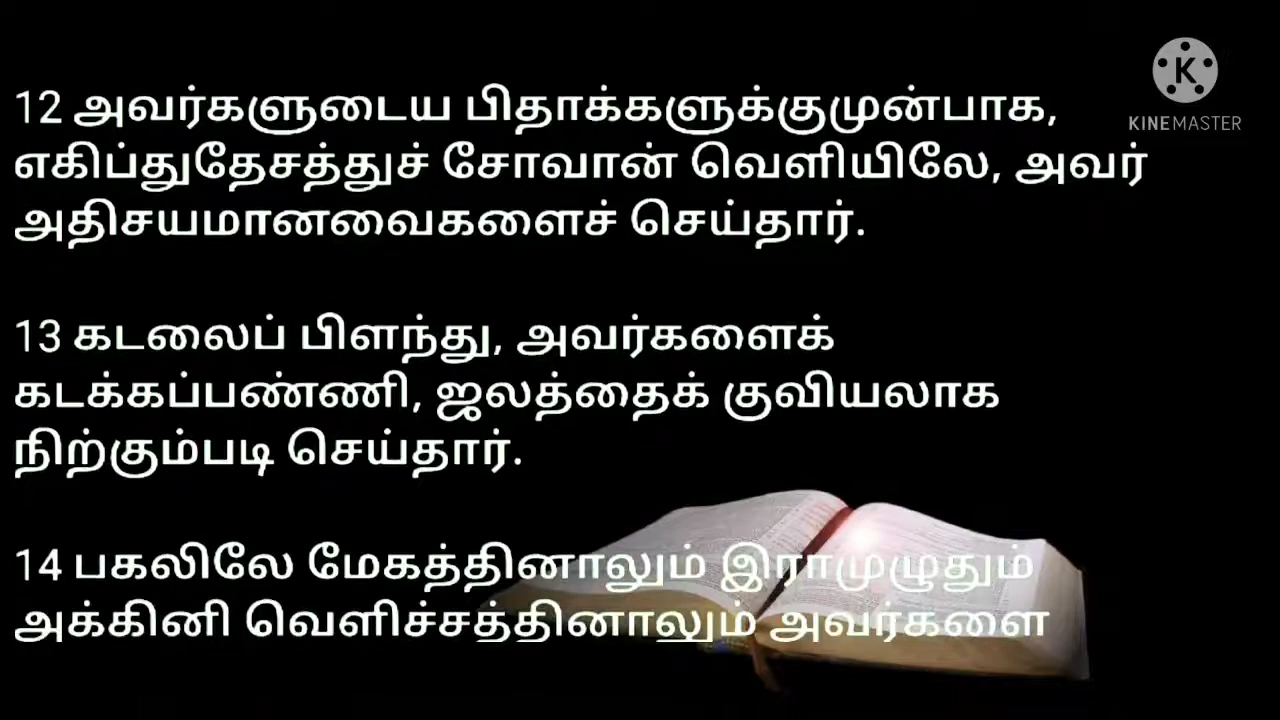 KINEMASTER
12 அவர்களுடைய பிதாக்களுக்குமுன்பாக,
எகிப்துதேசத்துச் சோவான் வெளியிலே, அவர்
அதிசயமானவைகளைச் செய்தார்.
13 கடலைப் பிளந்து, அவர்களைக்
கடக்கப்பண்ணி, ஜலத்தைக் குவியலாக
நிற்கும்படி செய்தார்.
14 பகலிலே மேகத்தினாலும் இராமுழுதும்
அக்கினி வெளிச்சத்தினாலும் அவர்களை